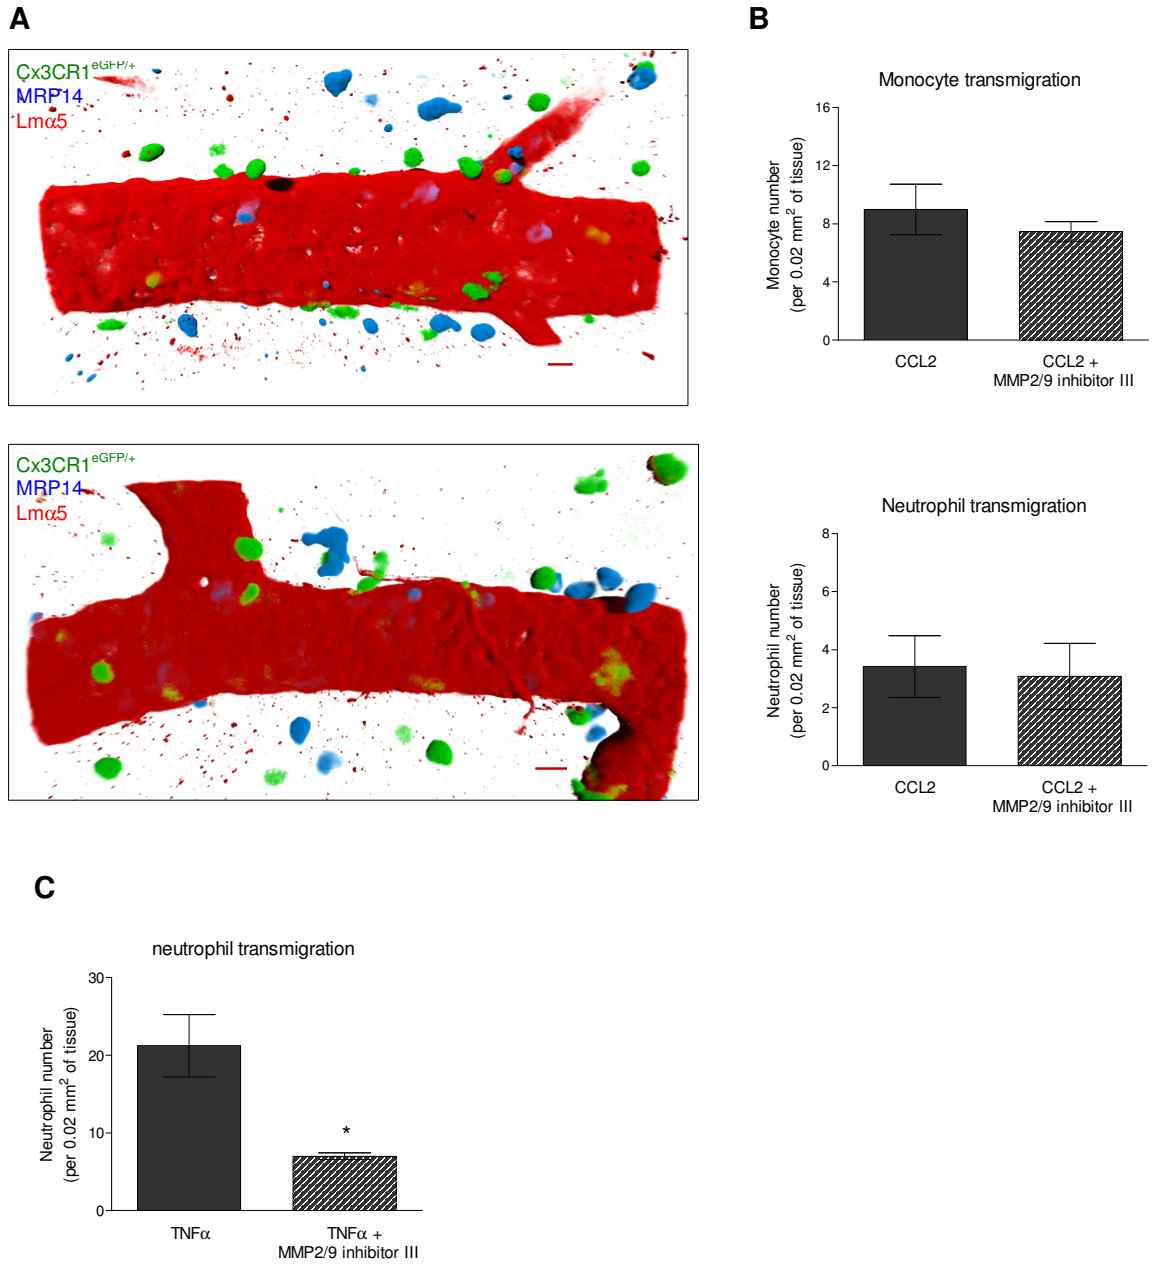 A
Cx3CR1eGFP/+
MRP14
Lmα5
Cx3CR1eGFP/+
MRP14
Lmα5
B
Monocyte transmigration
Monocyte number
(per 0.02 mm2 of tissue)
16
12
8
4
0
CCL2
CCL2 +
MMP2/9 inhibitor III
Neutrophil transmigration
Neutrophil number
(per 0.02 mm2 of tissue)
8
6
4
2
0
CCL2
CCL2 +
MMP2/9 inhibitor III
C
neutrophil transmigration
Neutrophil number
(per 0.02 mm2 of tissue)
30
20
10
0
*
TNFα
TNFα +
MMP2/9 inhibitor III